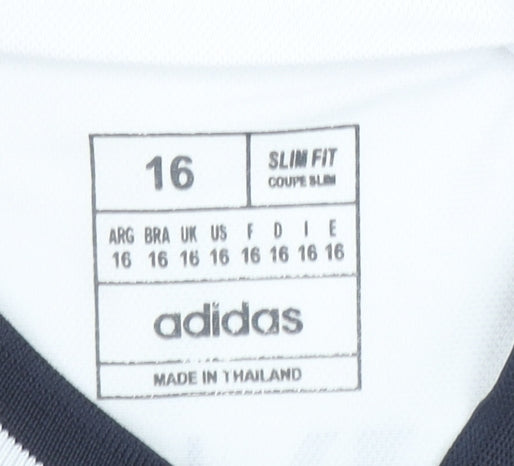 16
SLIM FIT
COUPE SLIM
ARG BRA UK US F D I E
16 16 16 16 16 16 16 16
adidas
MADE IN THAILAND